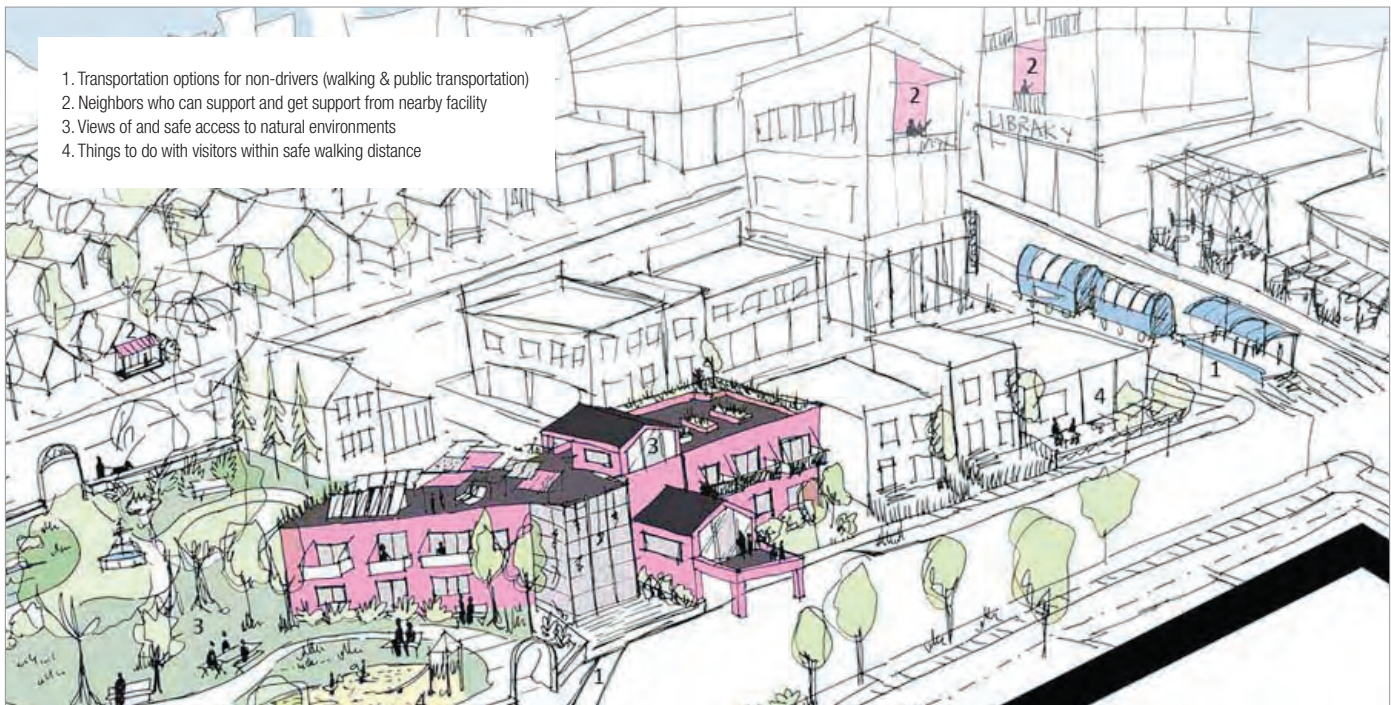 1. Transportation options for non-drivers (walking & public transportation)
2. Neighbors who can support and get support from nearby facility
3. Views of and safe access to natural environments
4. Things to do with visitors within safe walking distance
2
2
LIBRARY
2
1
4
3
3
1
4